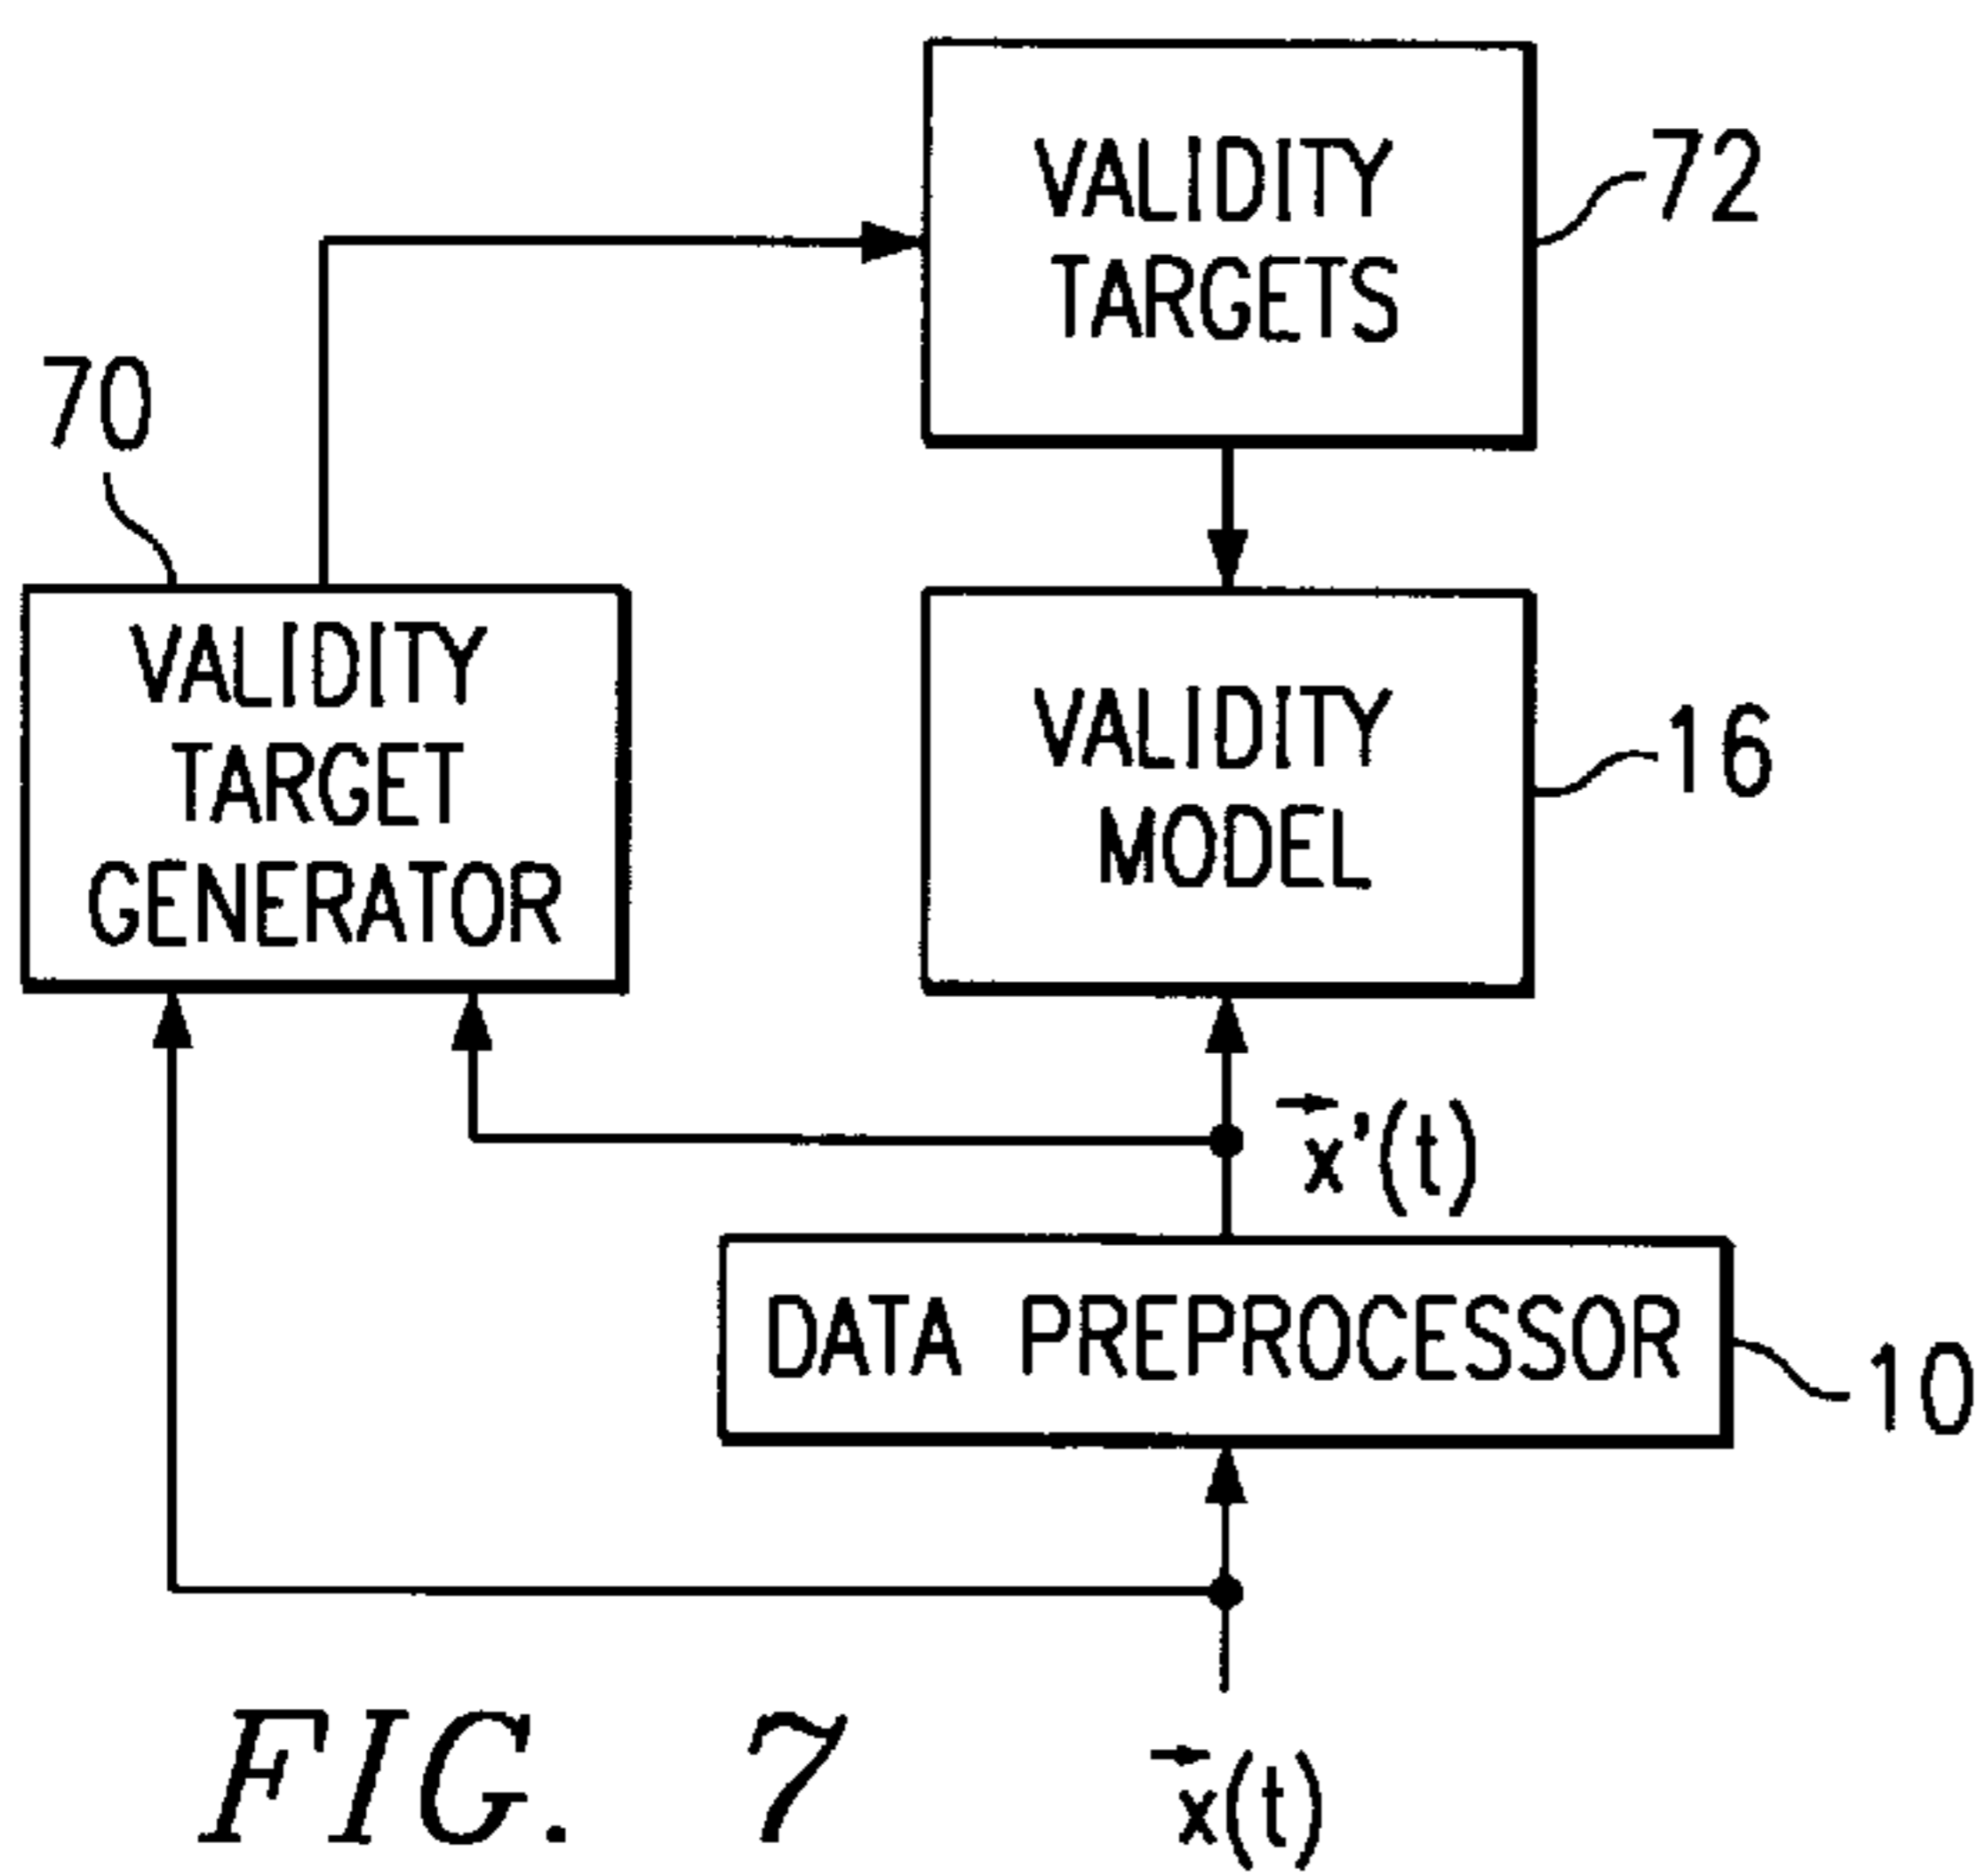 VALIDITY
TARGETS
72
70
VALIDITY
TARGET
GENERATOR
VALIDITY
MODEL
16
x⃗'(t)
DATA PREPROCESSOR
10
x⃗(t)
FIG. 7